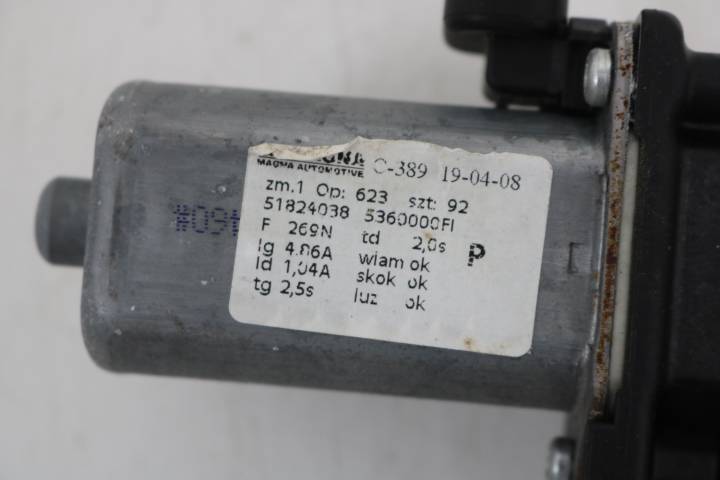 MAGNA AUTOMOTIVE C-389 19-04-08
zm.1 Op: 623 szt: 92
51824038 5360000FI
F 269N td 2,0s P
Ig 4,86A wiam ok
Id 1,04A skok ok
tg 2,5s luz ok